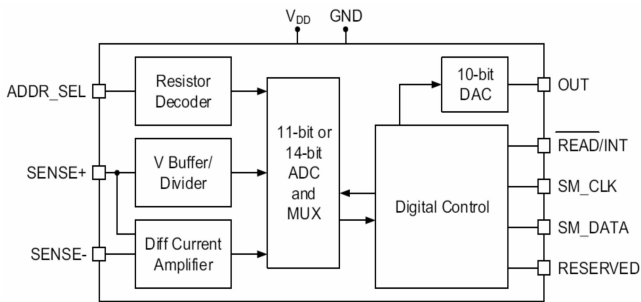 VDD GND
ADDR_SEL
Resistor
Decoder
10-bit
DAC
OUT
11-bit or
14-bit
ADC
and
MUX
READ/INT
SENSE+
V Buffer/
Divider
SM_CLK
Digital Control
SM_DATA
SENSE-
Diff Current
Amplifier
RESERVED